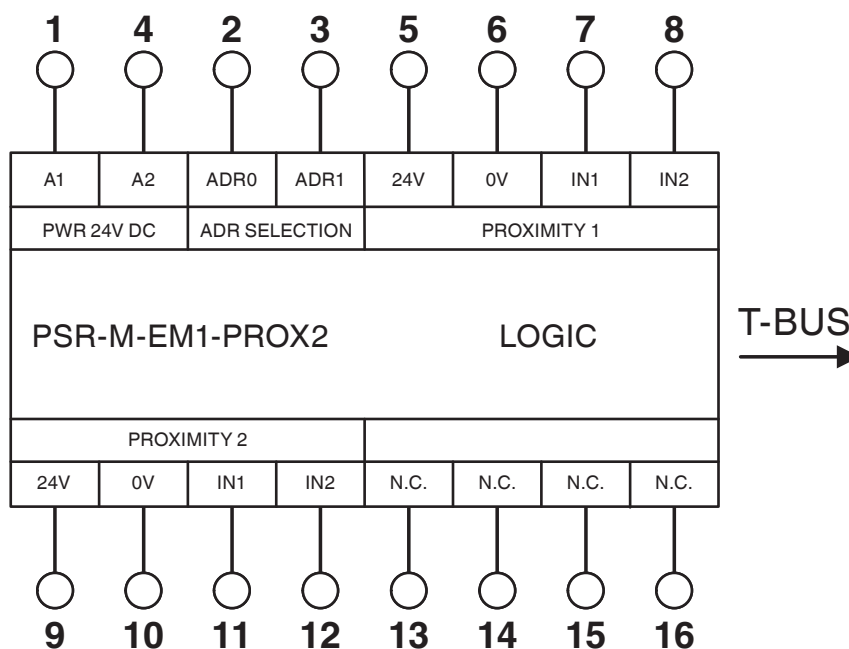 1 4 2 3 5 6 7 8
A1 A2 ADR0 ADR1 24V 0V IN1 IN2
PWR 24V DC ADR SELECTION PROXIMITY 1
PSR-M-EM1-PROX2 LOGIC T-BUS
PROXIMITY 2
24V 0V IN1 IN2 N.C. N.C. N.C. N.C.
9 10 11 12 13 14 15 16